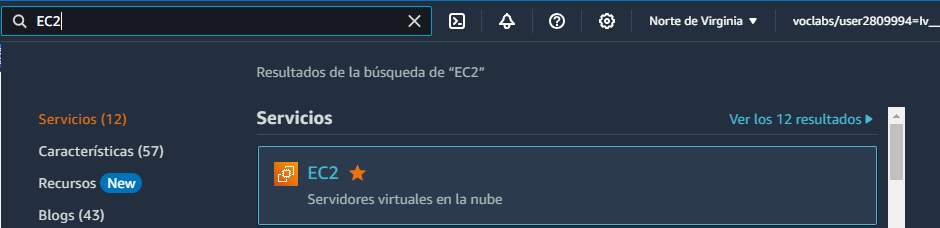 EC2
Norte de Virginia
voclabs/user2809994=lv__
Resultados de la búsqueda de “EC2”
Servicios (12)
Características (57)
Recursos New
Blogs (43)
Servicios
Ver los 12 resultados
EC2
Servidores virtuales en la nube